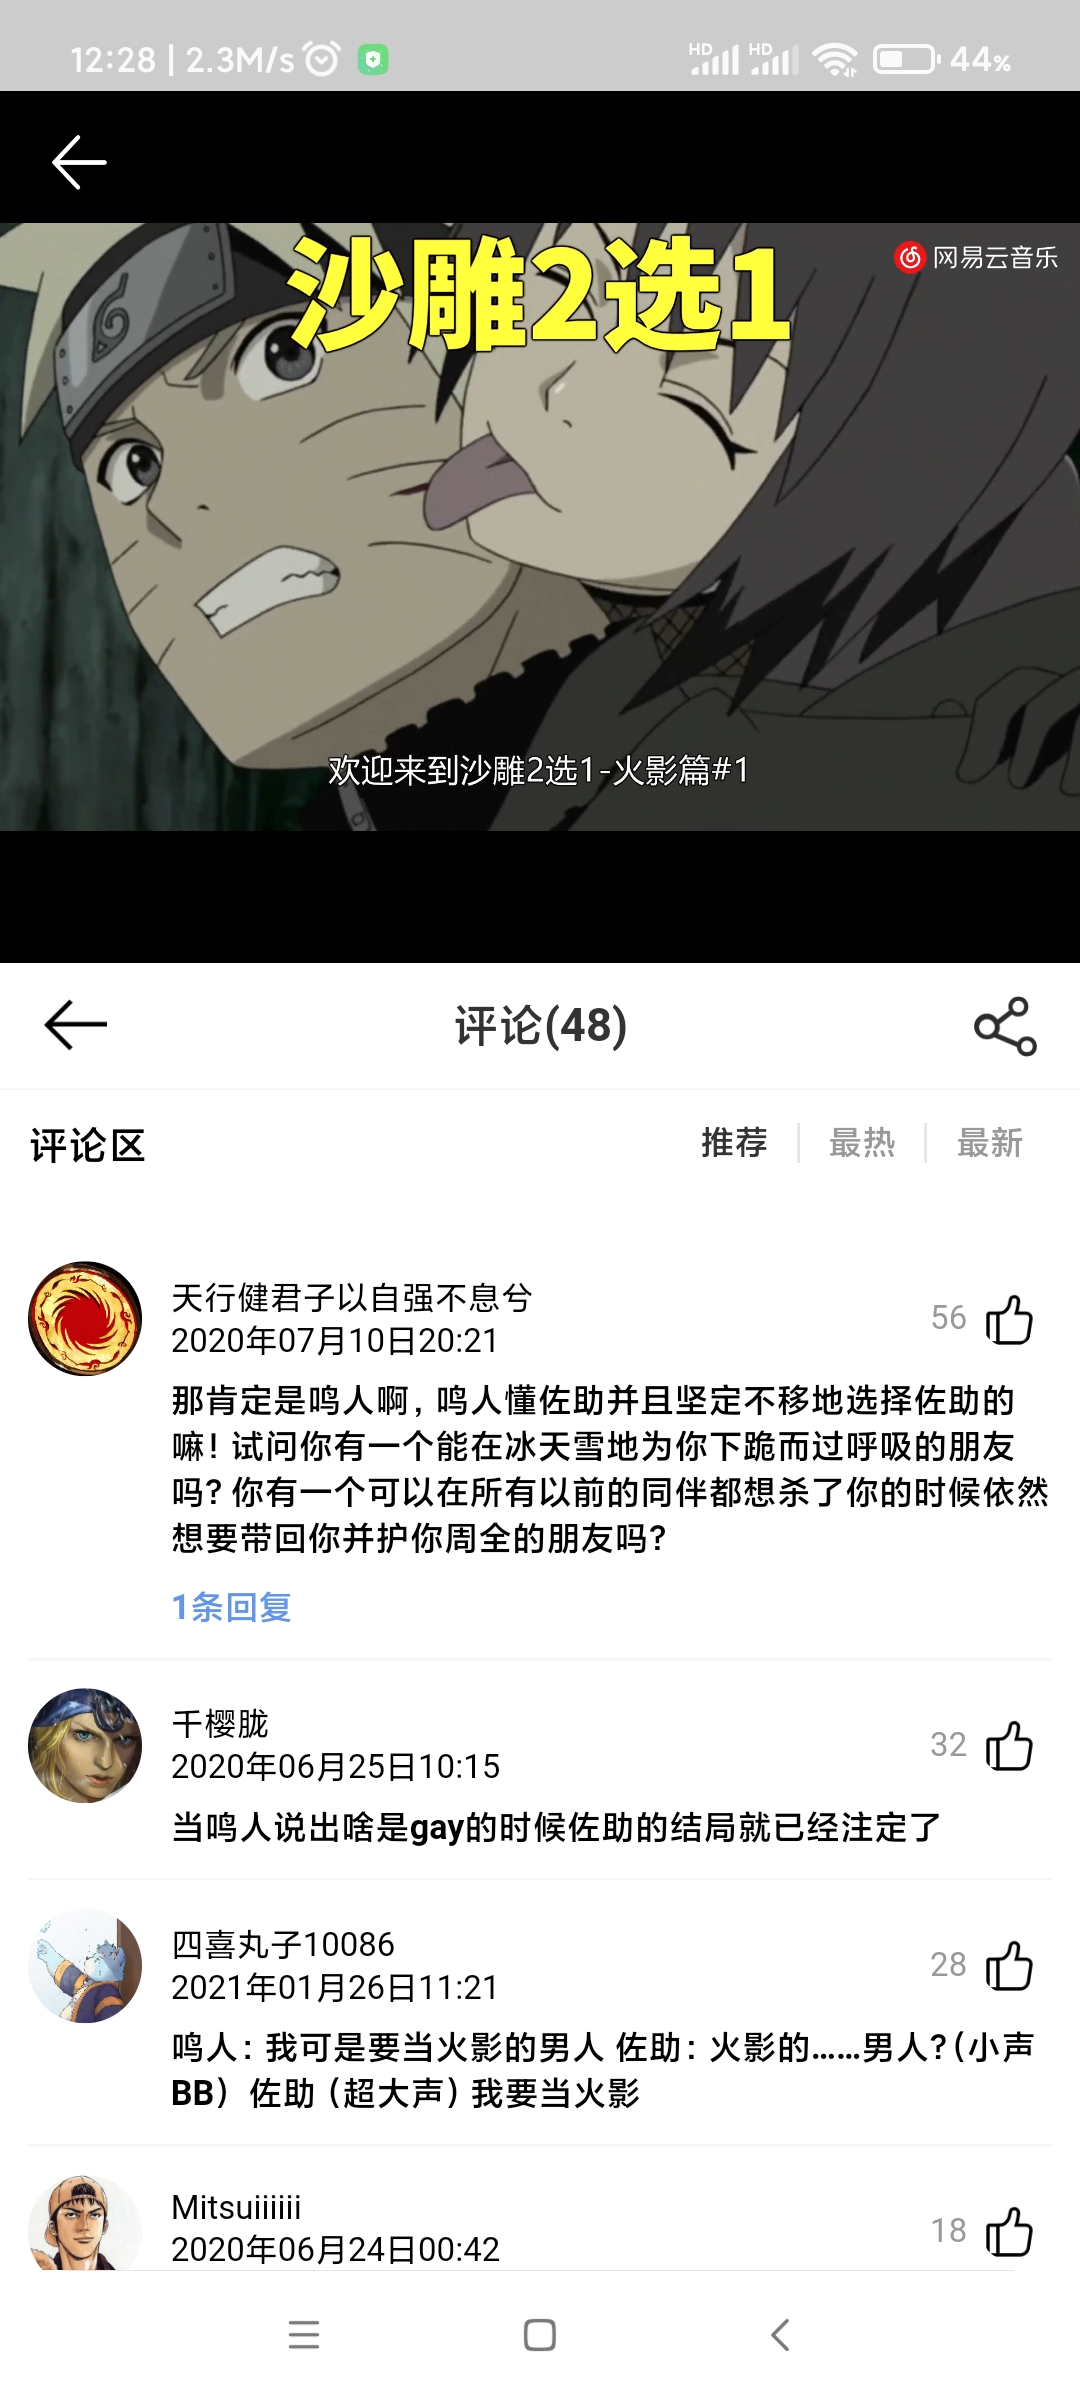 12:28 | 2.3M/s
HD HD 44%
沙雕2选1
网易云音乐
欢迎来到沙雕2选1-火影篇#1
评论(48)
评论区
推荐 最热 最新
天行健君子以自强不息兮
2020年07月10日20:21
56
那肯定是鸣人啊，鸣人懂佐助并且坚定不移地选择佐助的
嘛！试问你有一个能在冰天雪地为你下跪而过呼吸的朋友
吗？你有一个可以在所有以前的同伴都想杀了你的时候依然
想要带回你并护你周全的朋友吗？
1条回复
千樱胧
2020年06月25日10:15
32
当鸣人说出啥是gay的时候佐助的结局就已经注定了
四喜丸子10086
2021年01月26日11:21
28
鸣人：我可是要当火影的男人 佐助：火影的……男人？（小声
BB）佐助（超大声）我要当火影
Mitsuiiiiii
2020年06月24日00:42
18